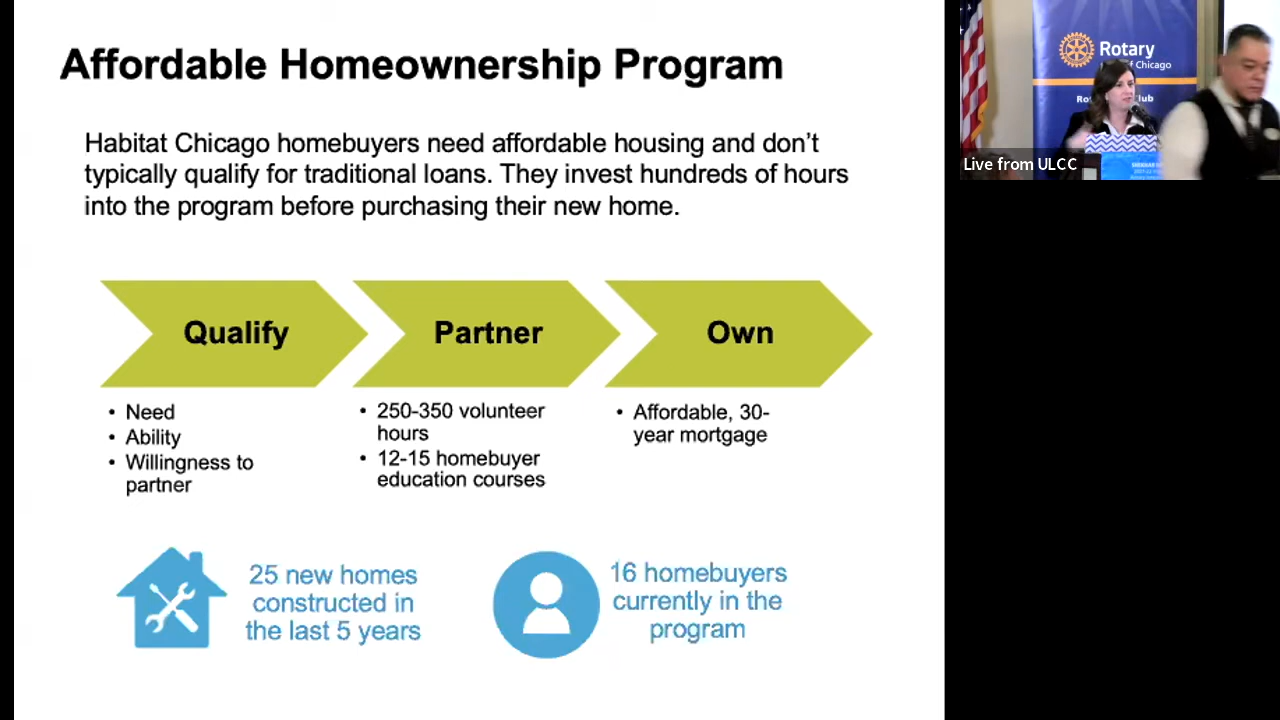 Affordable Homeownership Program
Habitat Chicago homebuyers need affordable housing and don’t
typically qualify for traditional loans. They invest hundreds of hours
into the program before purchasing their new home.
Qualify
Partner
Own
• Need
• Ability
• Willingness to
partner
• 250-350 volunteer
hours
• 12-15 homebuyer
education courses
• Affordable, 30-
year mortgage
25 new homes
constructed in
the last 5 years
16 homebuyers
currently in the
program
Rotary
of Chicago
Live from ULCC